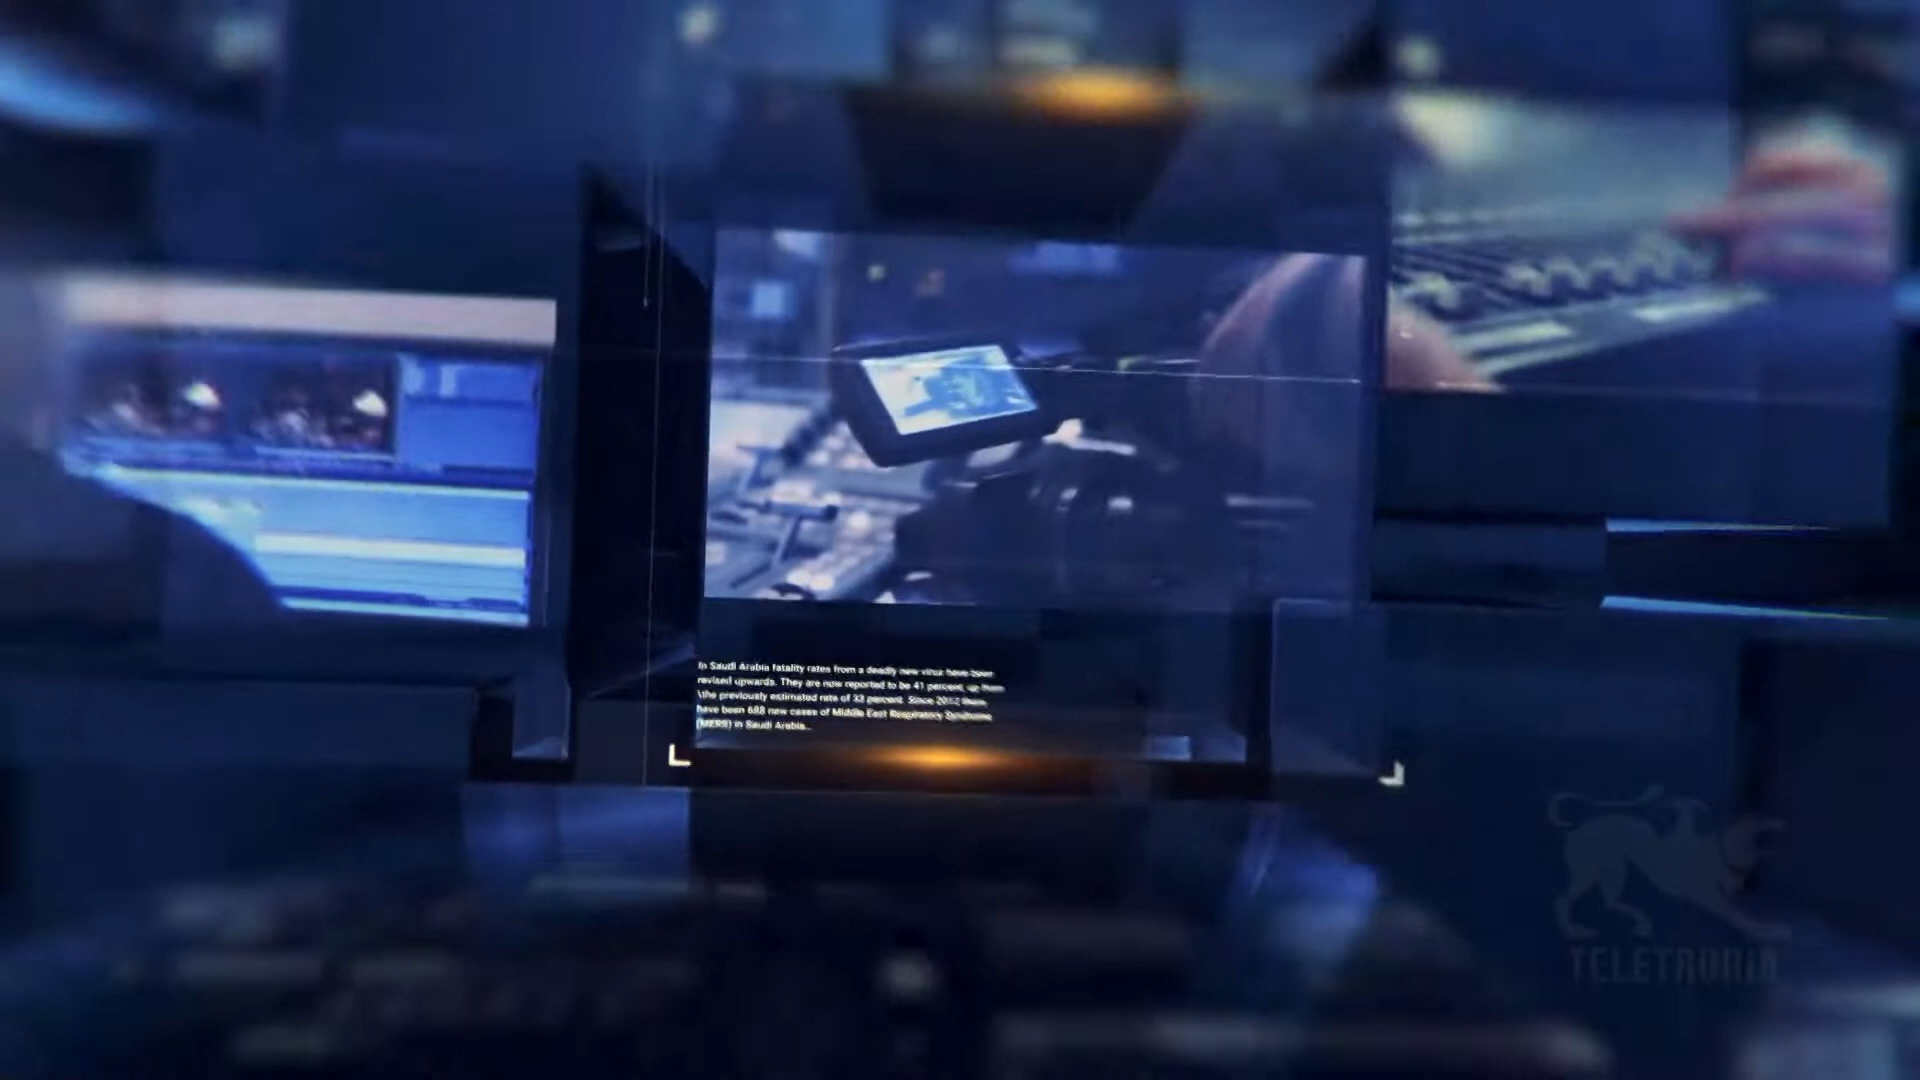 In Saudi Arabia fatality rates from a deadly new virus have been
revised upwards. They are now reported to be 41 percent, up from
\the previously estimated rate of 33 percent. Since 2012 there
have been 688 new cases of Middle East Respiratory Syndrome
(MERS) in Saudi Arabia...
TELETRORIA